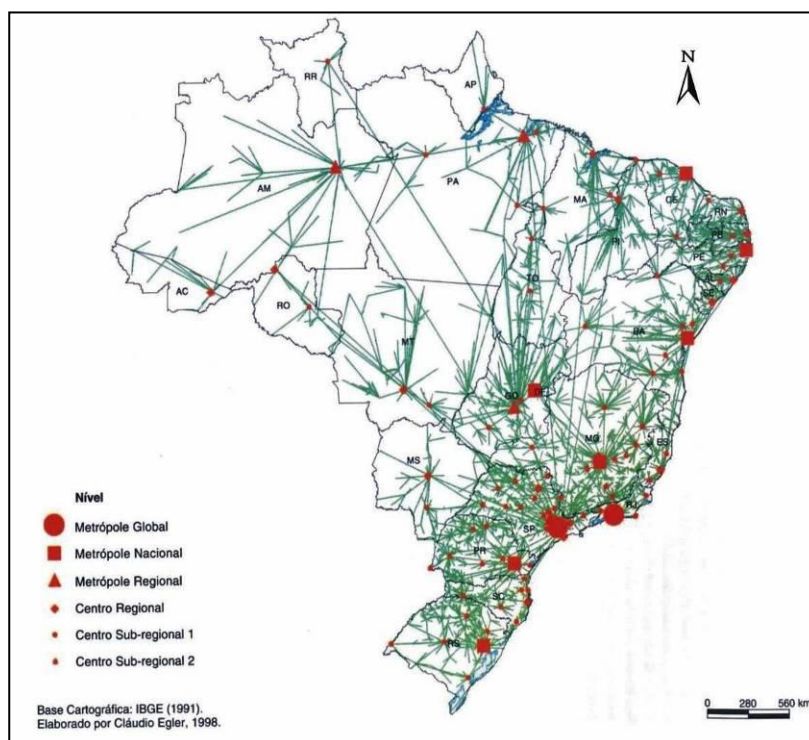 N
RR
AP
AM
PA
MA
CE
RN
PB
PI
PE
AL
SE
TO
AC
RO
MT
BA
GO
DF
MG
ES
MS
SP
RJ
PR
SC
RS
Nível
Metrópole Global
Metrópole Nacional
Metrópole Regional
Centro Regional
Centro Sub-regional 1
Centro Sub-regional 2
Base Cartográfica: IBGE (1991).
Elaborado por Cláudio Egler, 1998.
0 280 560 km